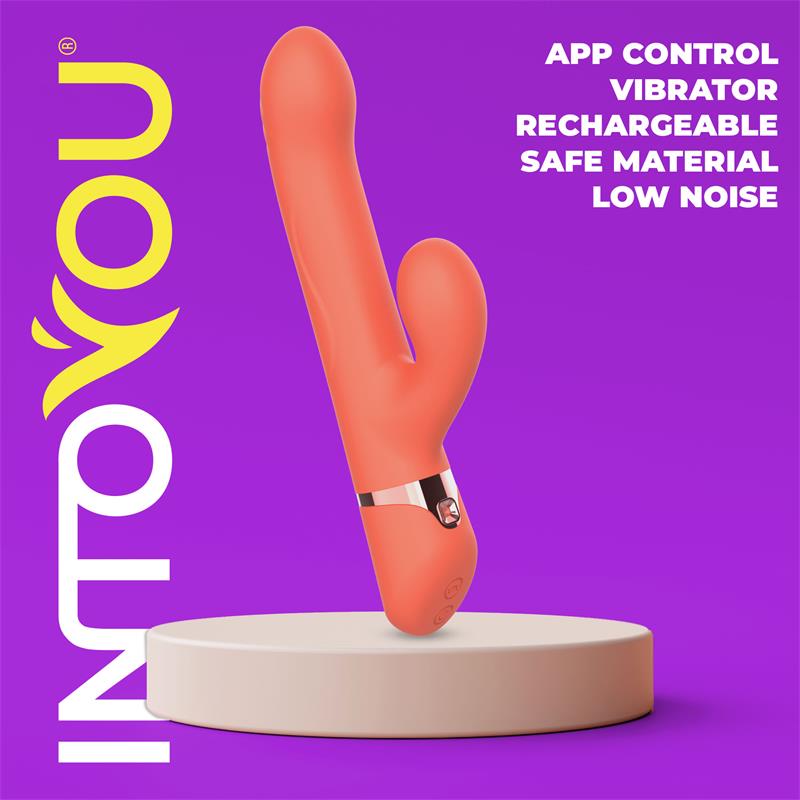 INTOYOU®
APP CONTROL
VIBRATOR
RECHARGEABLE
SAFE MATERIAL
LOW NOISE